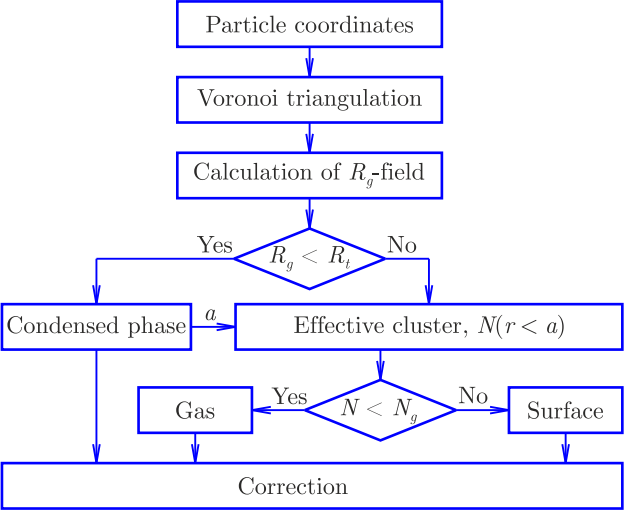 Particle coordinates
Voronoi triangulation
Calculation of R_g-field
Yes
R_g < R_t
No
Condensed phase
a
Effective cluster, N(r < a)
Gas
Yes
N < N_g
No
Surface
Correction